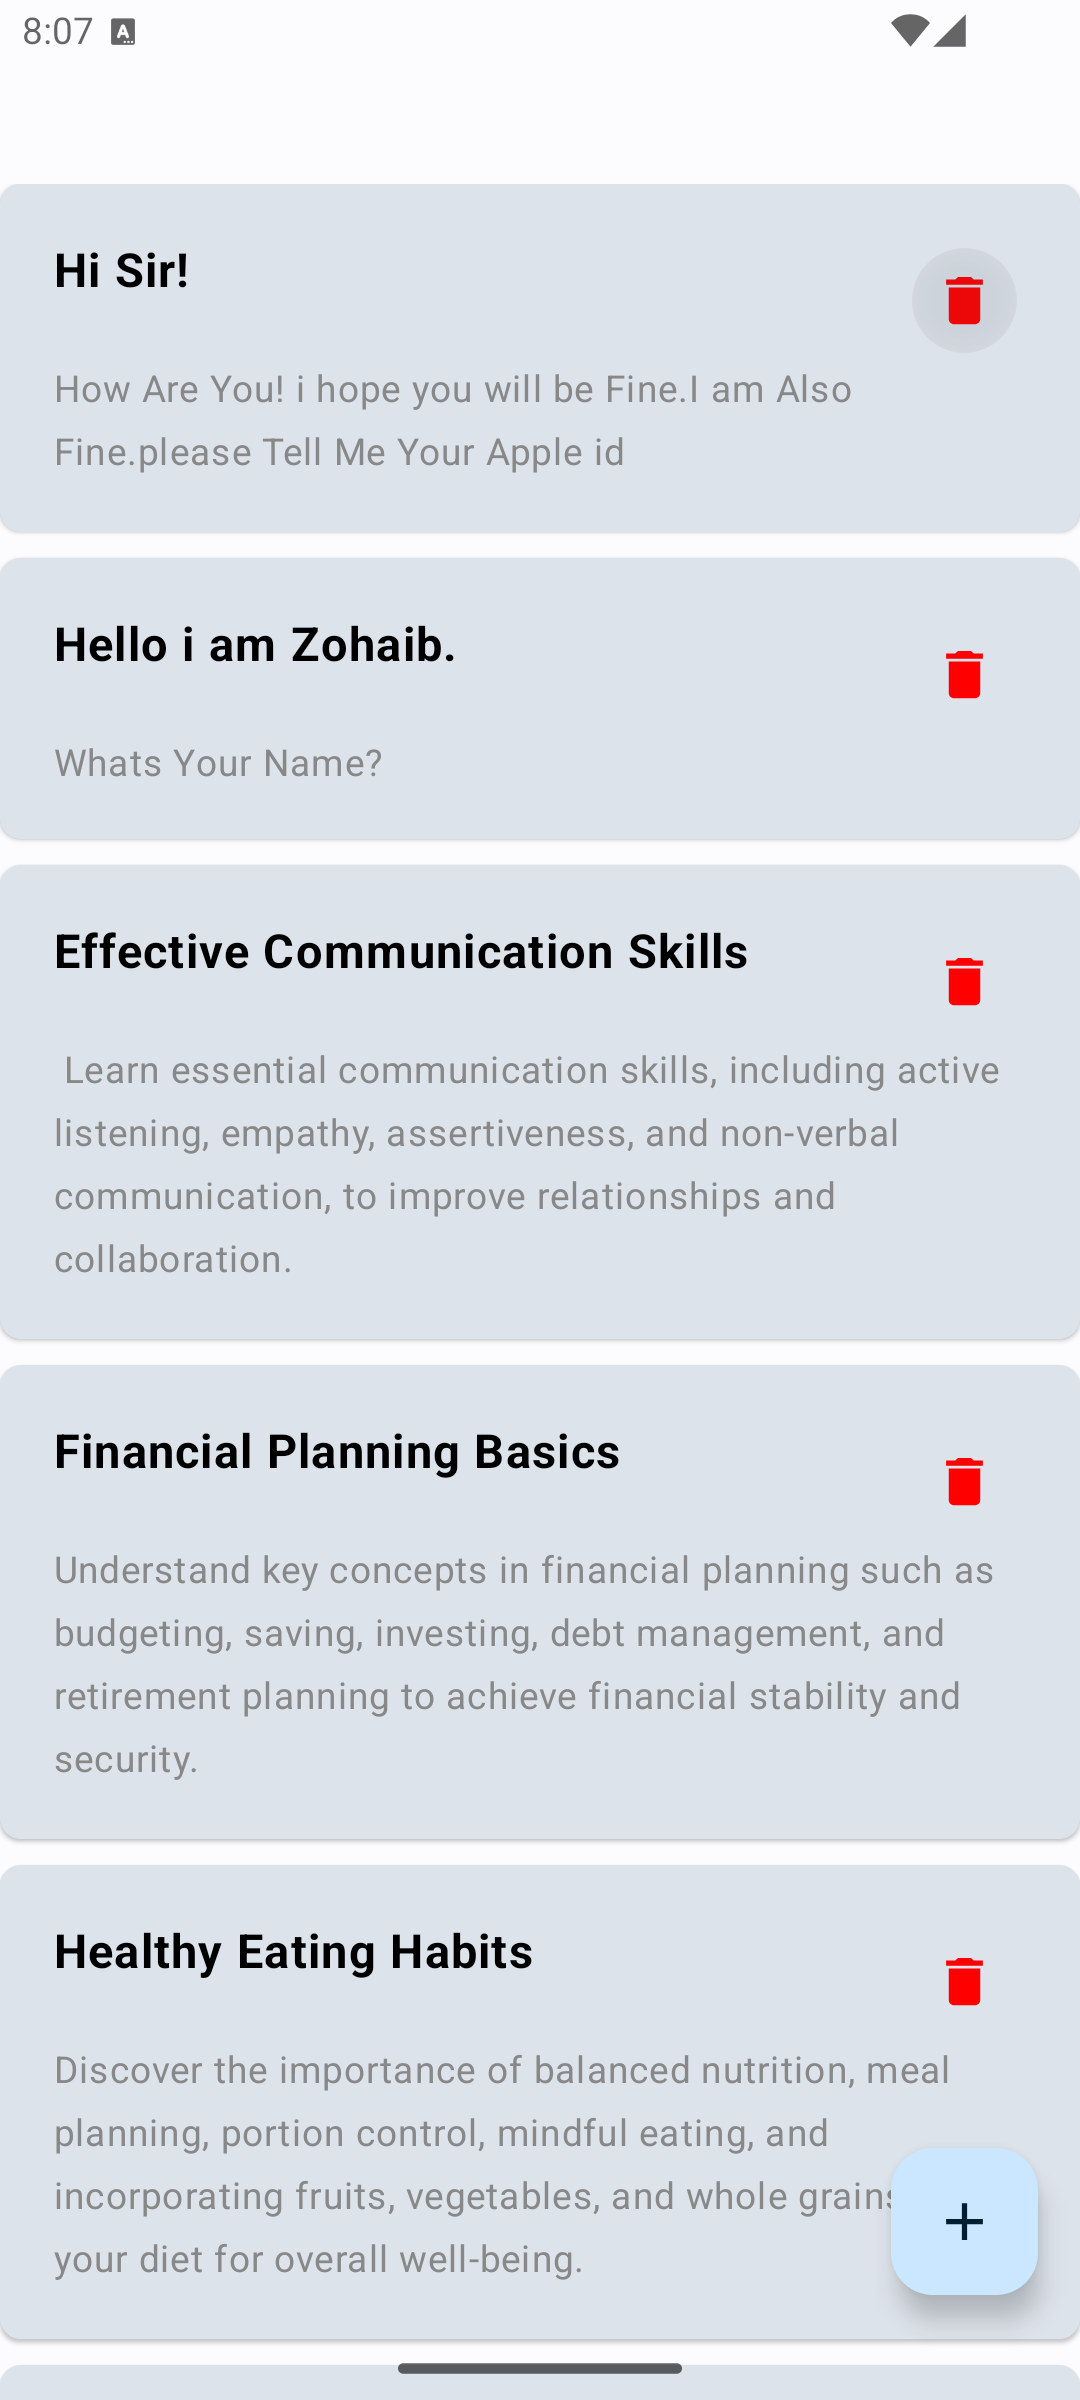 8:07
Hi Sir!
How Are You! i hope you will be Fine.I am Also
Fine.please Tell Me Your Apple id
Hello i am Zohaib.
Whats Your Name?
Effective Communication Skills
Learn essential communication skills, including active
listening, empathy, assertiveness, and non-verbal
communication, to improve relationships and
collaboration.
Financial Planning Basics
Understand key concepts in financial planning such as
budgeting, saving, investing, debt management, and
retirement planning to achieve financial stability and
security.
Healthy Eating Habits
Discover the importance of balanced nutrition, meal
planning, portion control, mindful eating, and
incorporating fruits, vegetables, and whole grains
your diet for overall well-being.